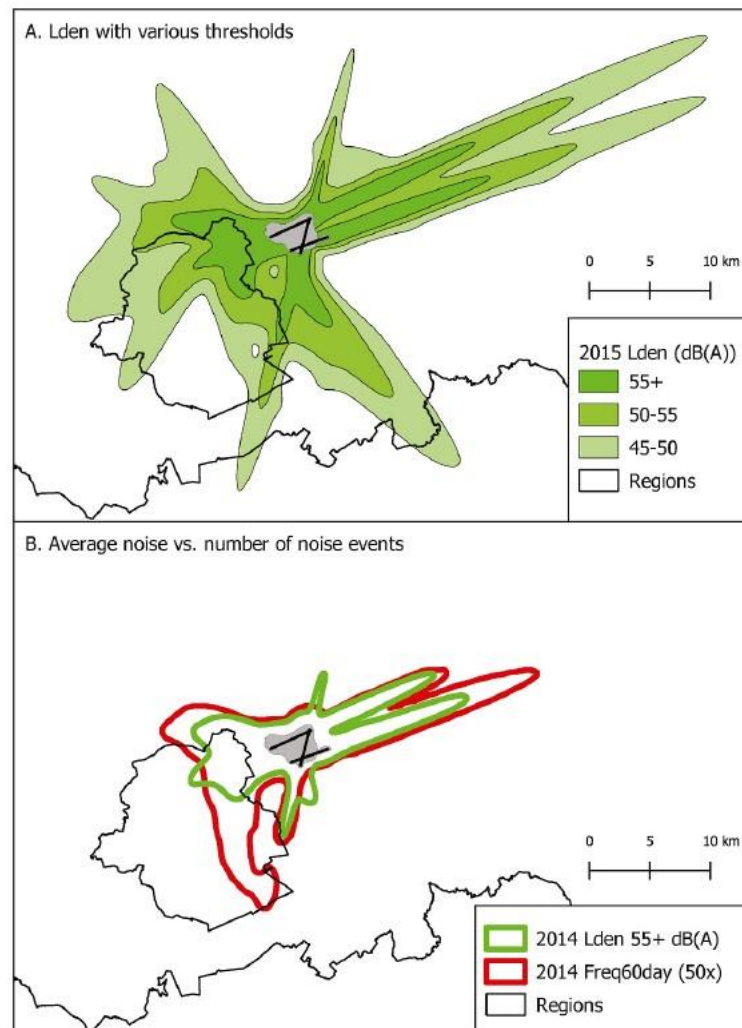 A. Lden with various thresholds
0 5 10 km
2015 Lden (dB(A))
55+
50-55
45-50
Regions
B. Average noise vs. number of noise events
0 5 10 km
2014 Lden 55+ dB(A)
2014 Freq60day (50x)
Regions